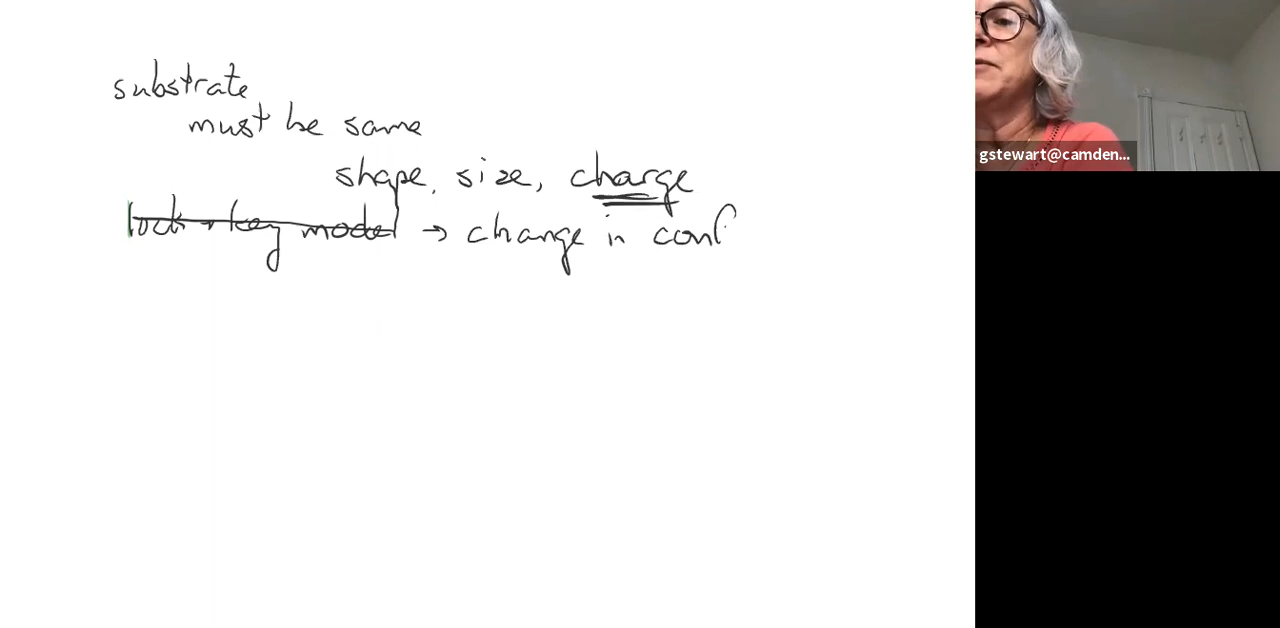 substrate
must be same
shape, size, charge
lock + key model → change in conf
gstewart@camden...